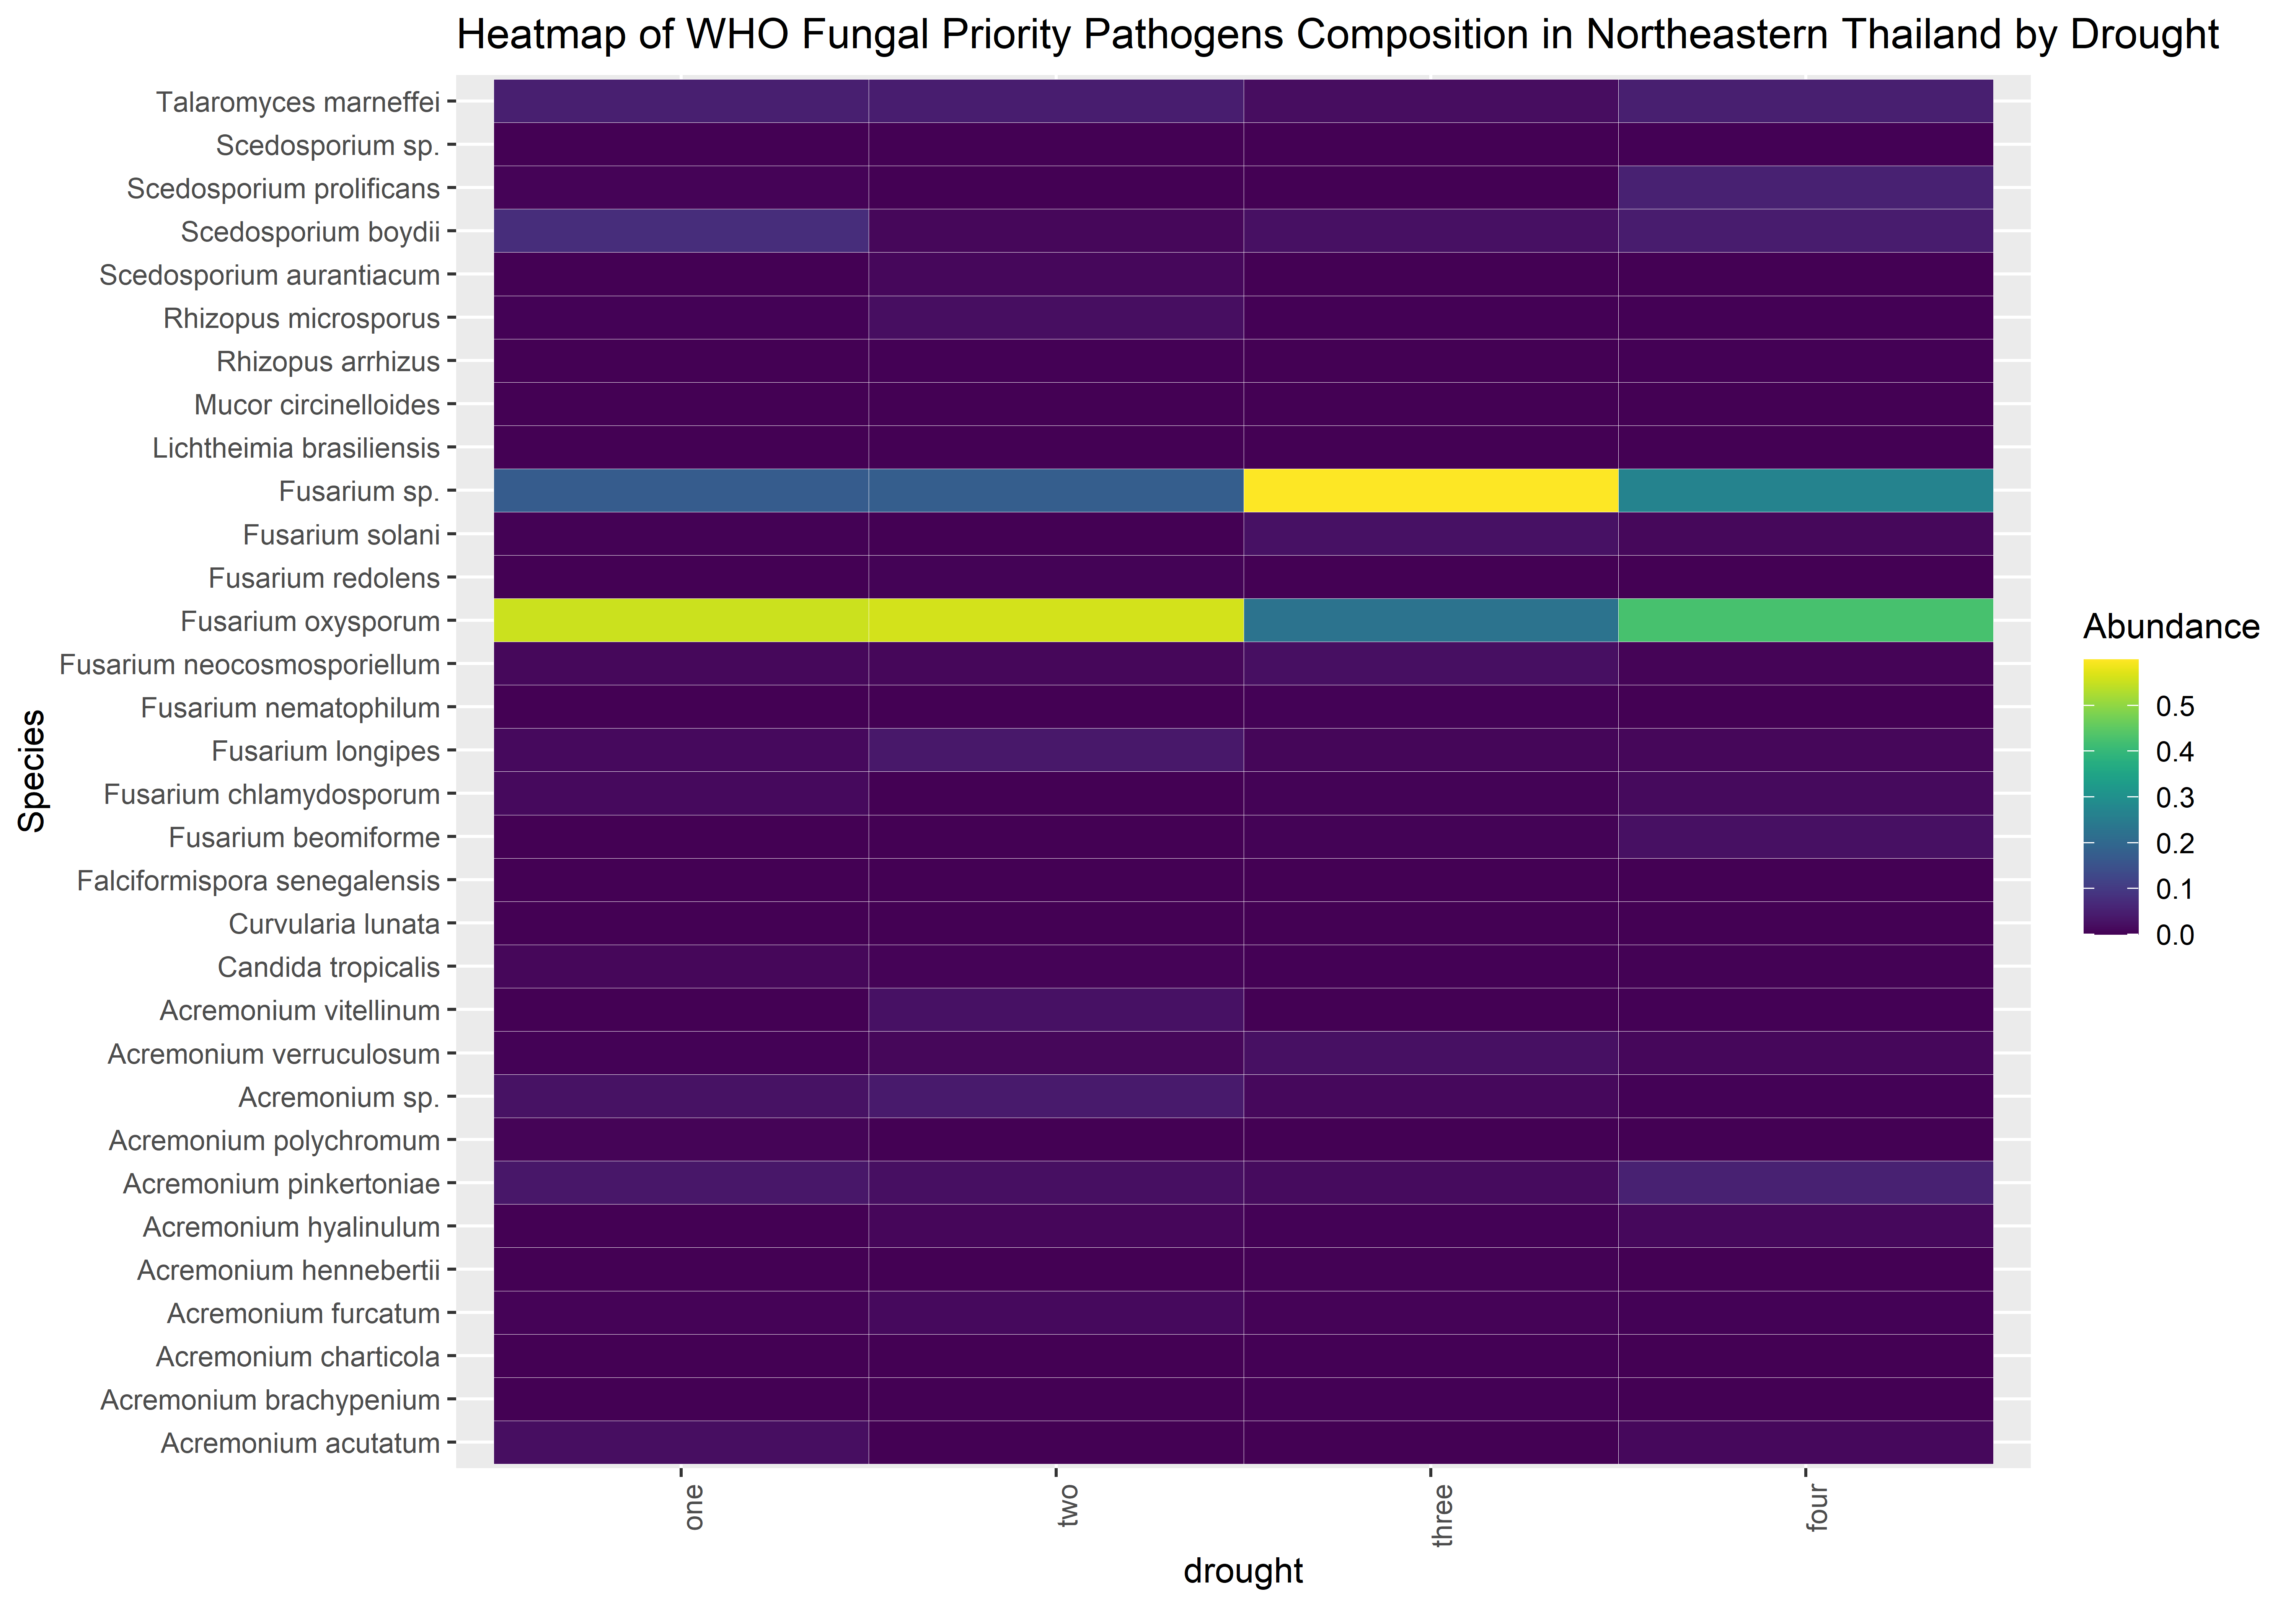 Heatmap of WHO Fungal Priority Pathogens Composition in Northeastern Thailand by Drought
Species
Talaromyces marneffei
Scedosporium sp.
Scedosporium prolificans
Scedosporium boydii
Scedosporium aurantiacum
Rhizopus microsporus
Rhizopus arrhizus
Mucor circinelloides
Lichtheimia brasiliensis
Fusarium sp.
Fusarium solani
Fusarium redolens
Fusarium oxysporum
Fusarium neocosmosporiellum
Fusarium nematophilum
Fusarium longipes
Fusarium chlamydosporum
Fusarium beomiforme
Falciformispora senegalensis
Curvularia lunata
Candida tropicalis
Acremonium vitellinum
Acremonium verruculosum
Acremonium sp.
Acremonium polychromum
Acremonium pinkertoniae
Acremonium hyalinulum
Acremonium hennebertii
Acremonium furcatum
Acremonium charticola
Acremonium brachypenium
Acremonium acutatum
one
two
three
four
drought
Abundance
0.5
0.4
0.3
0.2
0.1
0.0